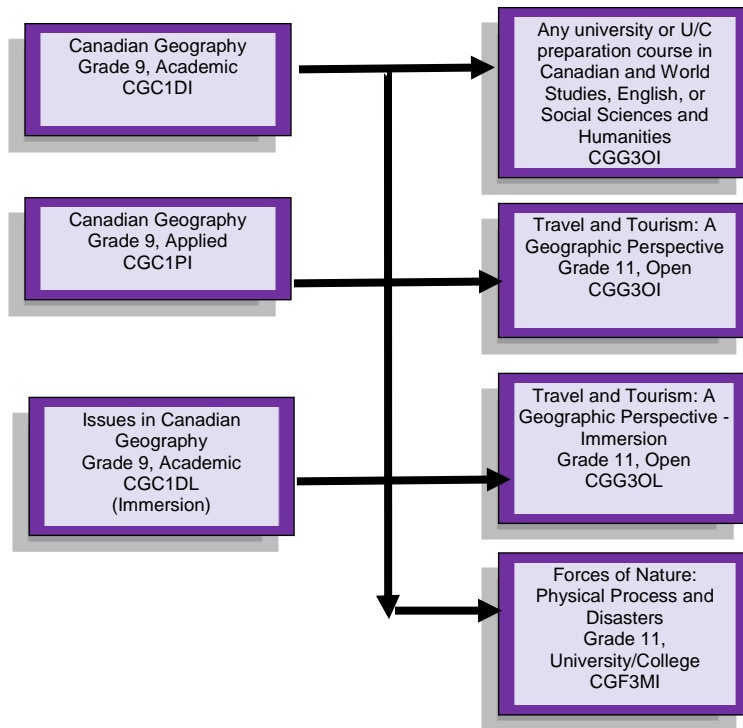 Canadian Geography
Grade 9, Academic
CGC1DI
Any university or U/C
preparation course in
Canadian and World
Studies, English, or
Social Sciences and
Humanities
CGG3OI
Canadian Geography
Grade 9, Applied
CGC1PI
Travel and Tourism: A
Geographic Perspective
Grade 11, Open
CGG3OI
Issues in Canadian
Geography
Grade 9, Academic
CGC1DL
(Immersion)
Travel and Tourism: A
Geographic Perspective -
Immersion
Grade 11, Open
CGG3OL
Forces of Nature:
Physical Process and
Disasters
Grade 11,
University/College
CGF3MI